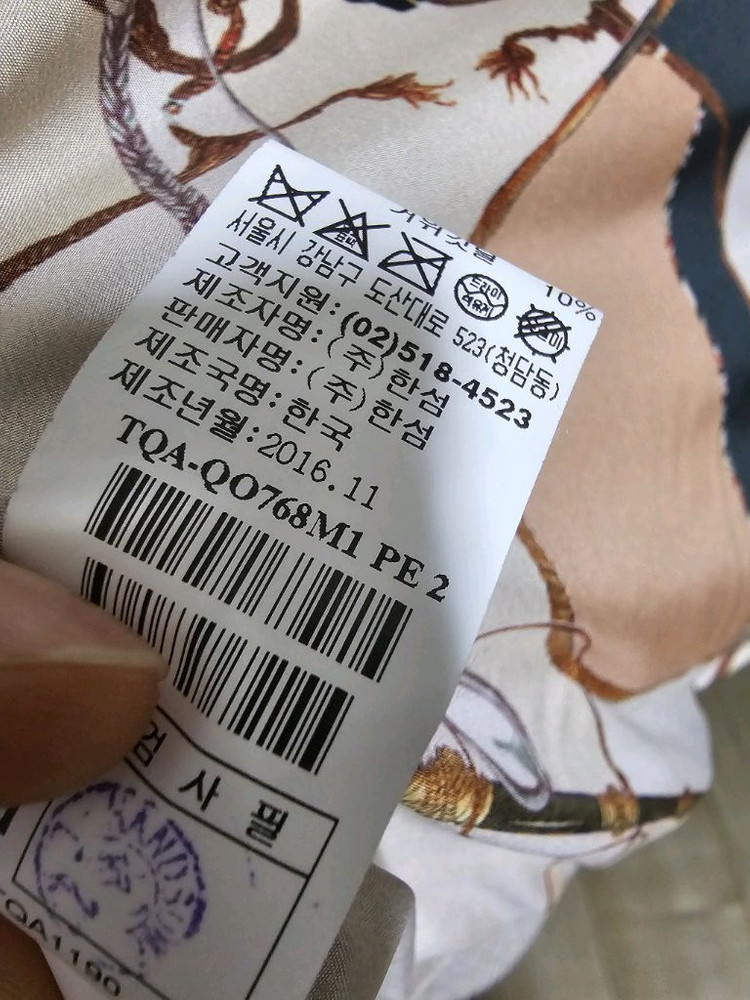 10%
서울시 강남구 도산대로 523(청담동)
고객지원:(02)518-4523
제조자명:(주)한섬
판매자명:(주)한섬
제조국명:한국
제조년월:2016.11
TQA-QO768M1 PE 2
검사필
TQA1190